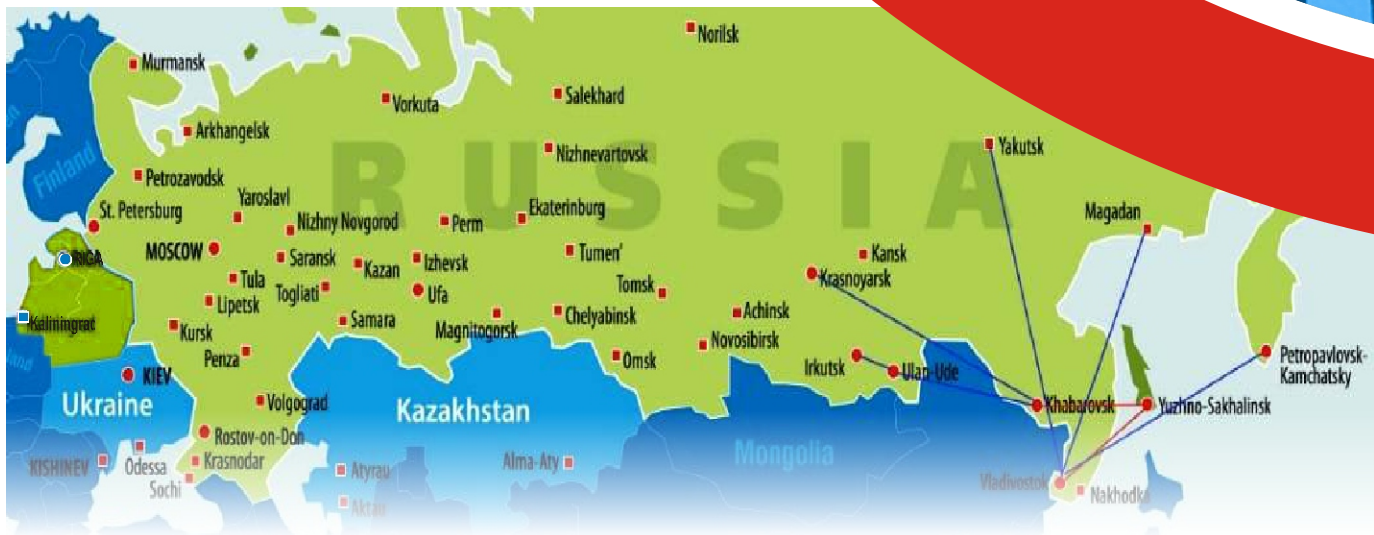 Norilsk
Murmansk
Vorkuta
Salekhard
Arkhangelsk
RUSSIA
Yakutsk
Nizhnevartovsk
Finland
Petrozavodsk
Yaroslavl
St. Petersburg
Nizhny Novgorod
Perm
Ekaterinburg
Magadan
MOSCOW
Saransk
Kazan
Izhevsk
Tumen'
Kansk
RIGA
Krasnoyarsk
Tula
Togliati
Ufa
Tomsk
Lipetsk
Achinsk
Kaliningrat
Kursk
Samara
Magnitogorsk
Chelyabinsk
Novosibirsk
Penza
Omsk
Irkutsk
Ulan-Ude
Petropavlovsk-
Kamchatsky
KIEV
Ukraine
Volgograd
Kazakhstan
Khabarovsk
Yuzhno-Sakhalinsk
Rostov-on-Don
Mongolia
KISHINEV
Odessa
Krasnodar
Sochi
Atyrau
Alma-Aty
Vladivostok
Nakhodka
Aktau